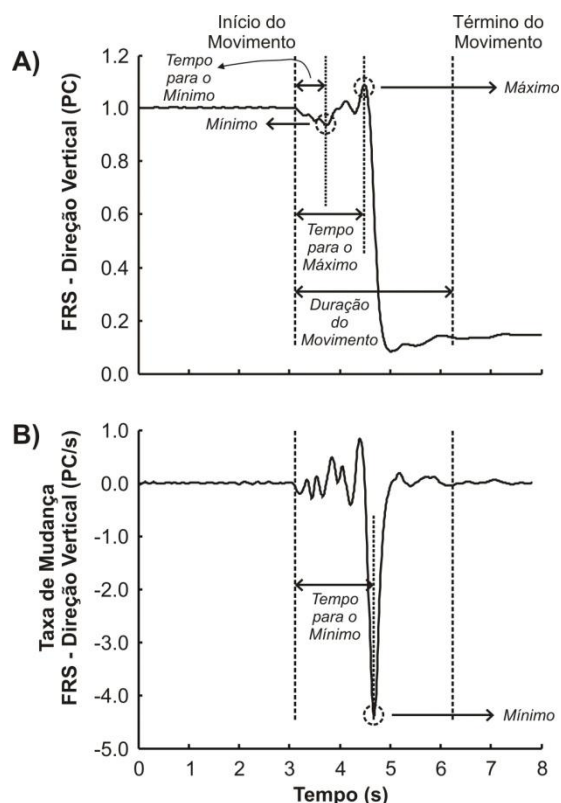 Início do
Movimento
Término do
Movimento
A)
FRS - Direção Vertical (PC)
1.2
1.0
0.8
0.6
0.4
0.2
0.0
Tempo
para o
Mínimo
Mínimo
Máximo
Tempo
para o
Máximo
Duração
do
Movimento
B)
Taxa de Mudança
FRS - Direção Vertical (PC/s)
1.0
0.0
-1.0
-2.0
-3.0
-4.0
-5.0
Tempo
para o
Mínimo
Mínimo
0 1 2 3 4 5 6 7 8
Tempo (s)